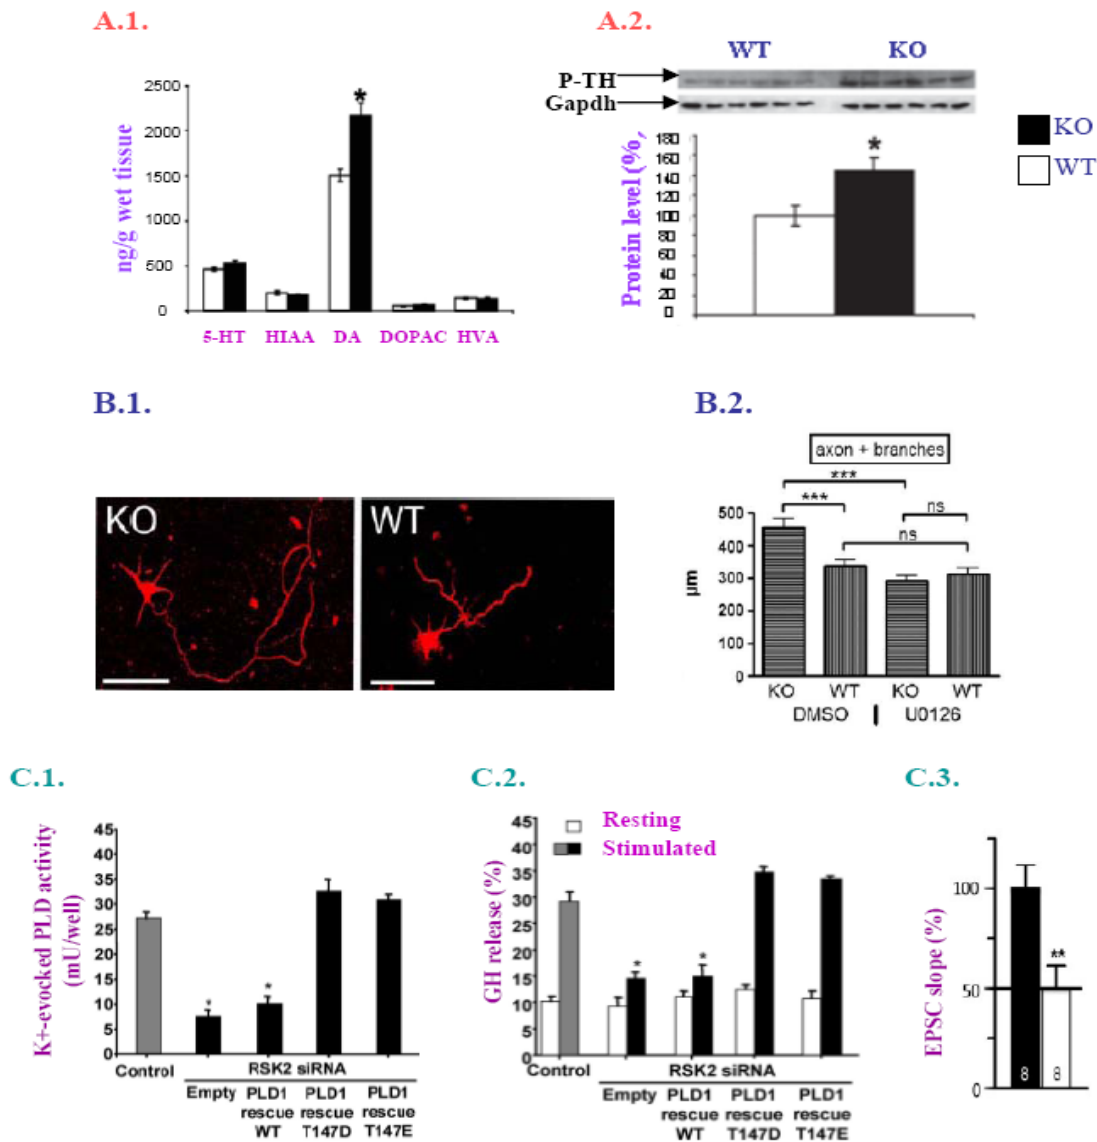 A.1.
A.2.
WT KO
P-TH
Gapdh
KO
WT
ng/g wet tissue
2500
2000
1500
1000
500
0
*
5-HT HIAA DA DOPAC HVA
Protein level (%,
180
160
140
120
100
80
60
40
20
0
*
B.1.
B.2.
KO
WT
axon + branches
***
***
ns
ns
µm
500
400
300
200
100
0
KO WT KO WT
DMSO | U0126
C.1.
C.2.
C.3.
K+-evocked PLD activity
(mU/well)
45
40
35
30
25
20
15
10
5
0
*
*
Control
RSK2 siRNA
Empty PLD1 PLD1 PLD1
rescue rescue rescue
WT T147D T147E
GH release (%)
45
40
35
30
25
20
15
10
5
0
Resting
Stimulated
*
*
Control
RSK2 siRNA
Empty PLD1 PLD1 PLD1
rescue rescue rescue
WT T147D T147E
EPSC slope (%)
100
50
0
**
8 8